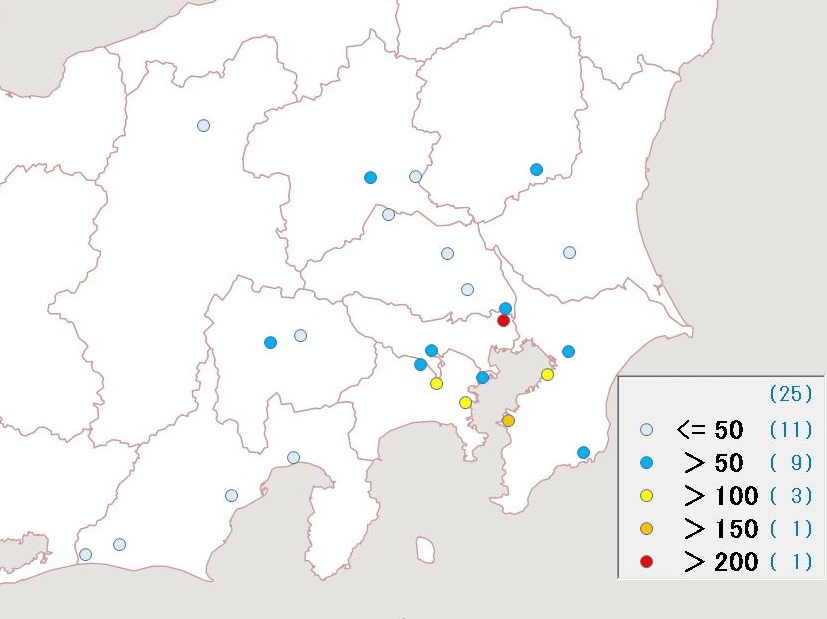 (25)
<= 50 (11)
> 50 ( 9)
> 100 ( 3)
> 150 ( 1)
> 200 ( 1)